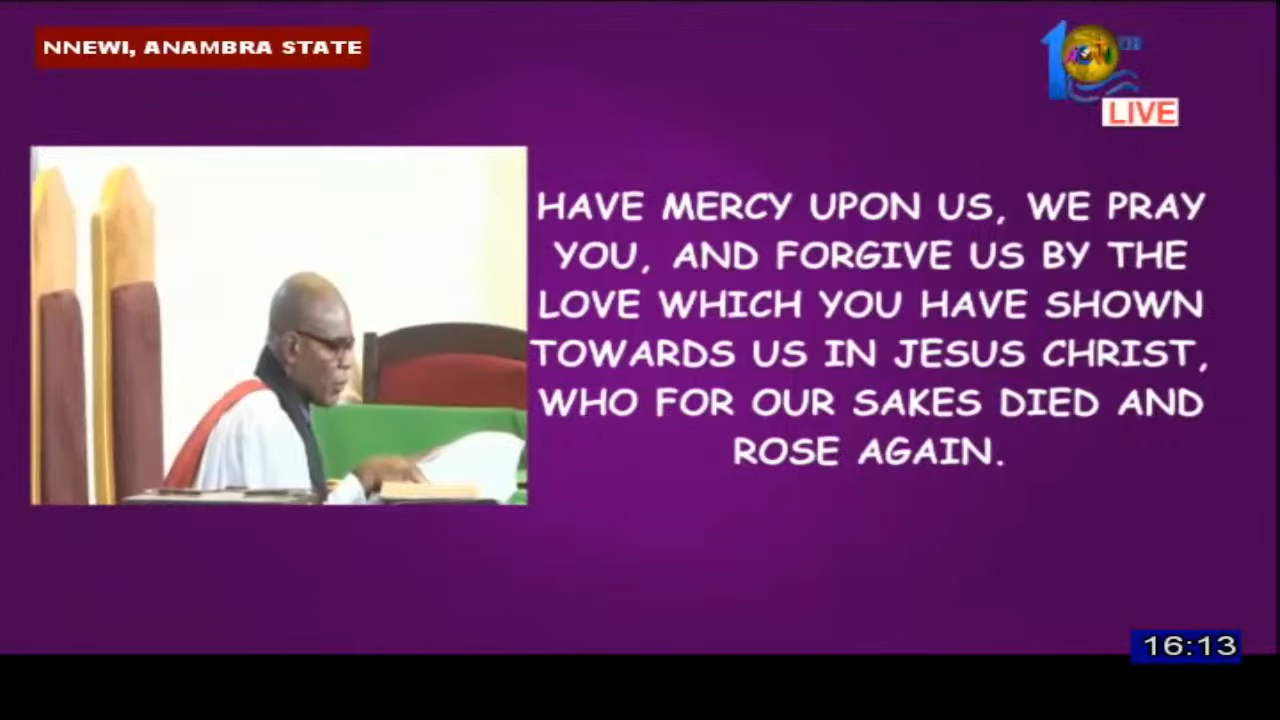 NNEWI, ANAMBRA STATE
LIVE
HAVE MERCY UPON US, WE PRAY
YOU, AND FORGIVE US BY THE
LOVE WHICH YOU HAVE SHOWN
TOWARDS US IN JESUS CHRIST,
WHO FOR OUR SAKES DIED AND
ROSE AGAIN.
16:13